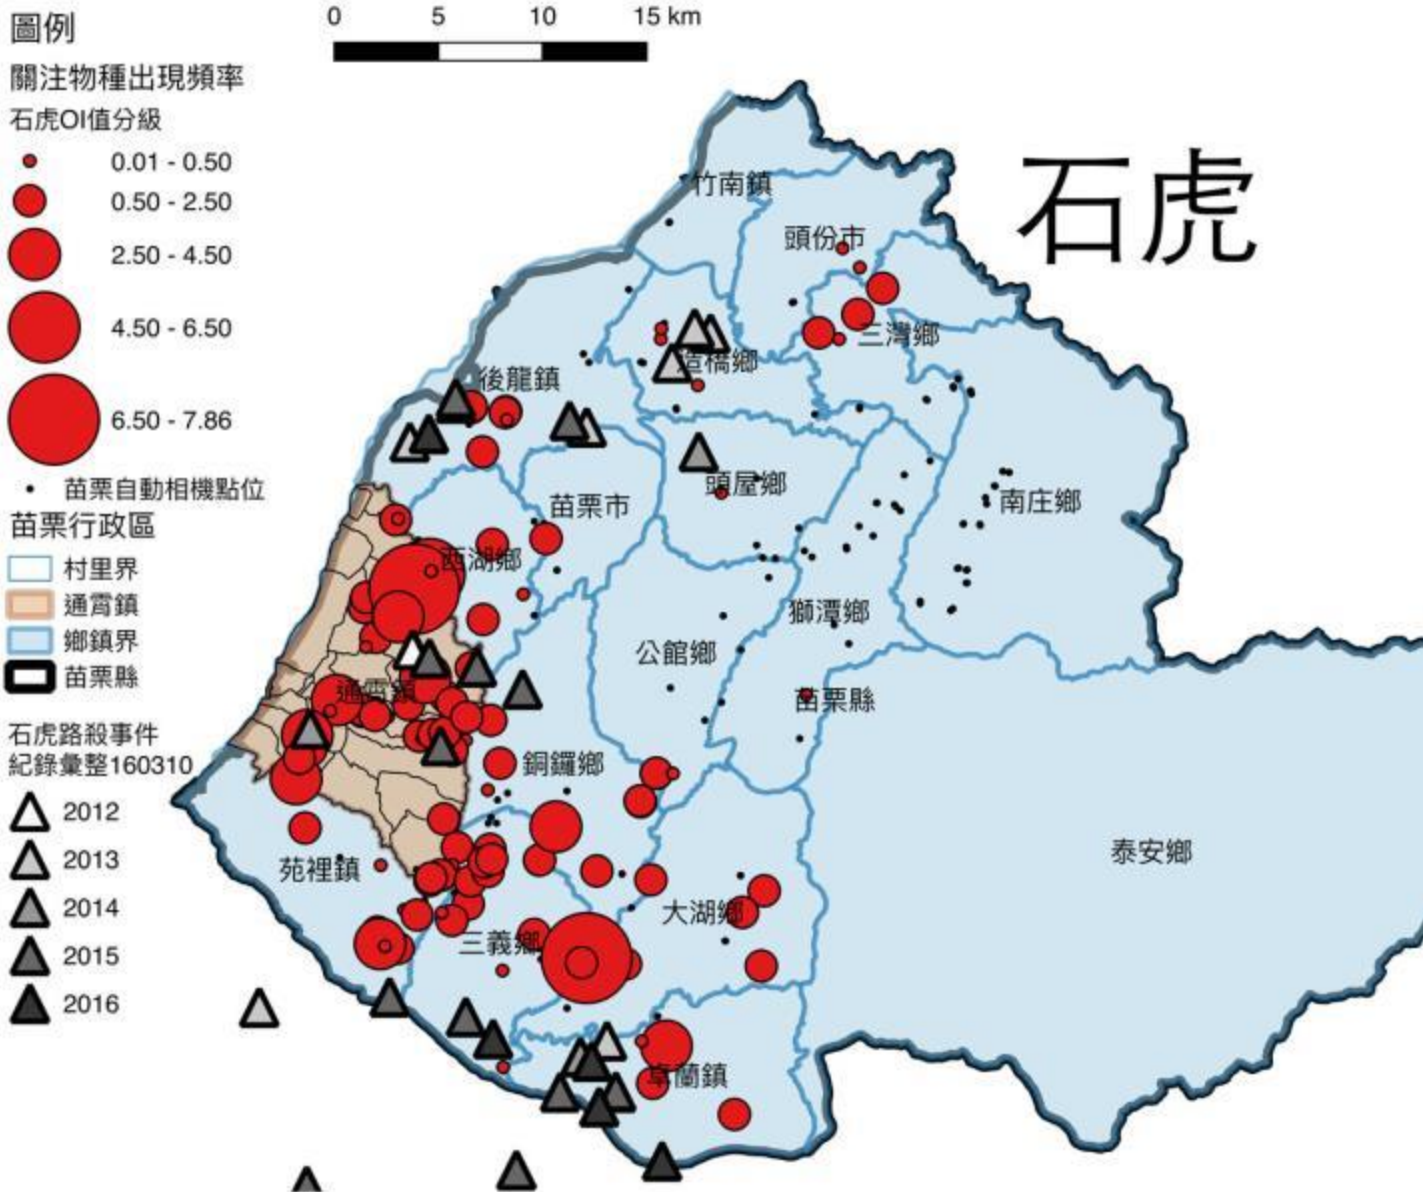 圖例
關注物種出現頻率
石虎OI值分級
0.01 - 0.50
0.50 - 2.50
2.50 - 4.50
4.50 - 6.50
6.50 - 7.86
苗栗自動相機點位
苗栗行政區
村里界
通霄鎮
鄉鎮界
苗栗縣
石虎路殺事件
紀錄彙整160310
2012
2013
2014
2015
2016
0 5 10 15 km
石虎
竹南鎮
頭份市
三灣鄉
造橋鄉
後龍鎮
頭屋鄉
苗栗市
南庄鄉
西湖鄉
獅潭鄉
公館鄉
通霄鎮
苗栗縣
銅鑼鄉
泰安鄉
苑裡鎮
大湖鄉
三義鄉
卓蘭鎮